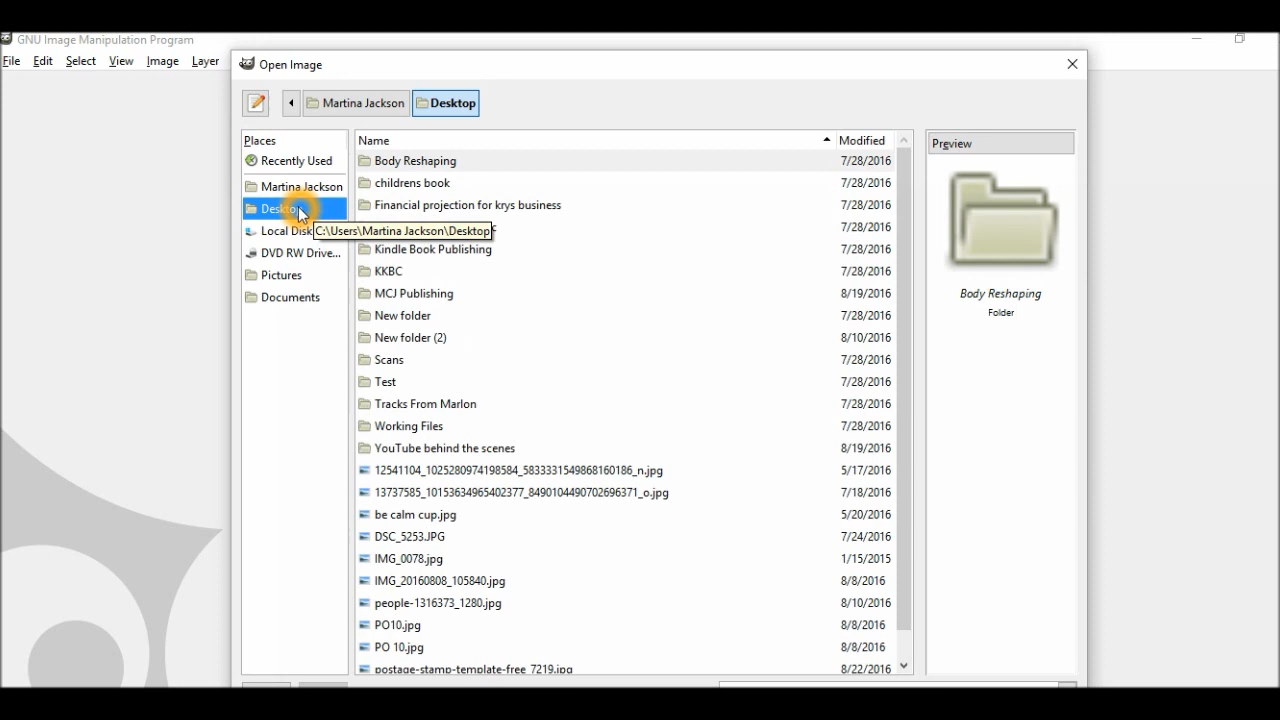 GNU Image Manipulation Program
File Edit Select View Image Layer
Open Image
Martina Jackson Desktop
Places
Recently Used
Martina Jackson
Desktop
Local Disk
DVD RW Drive...
Pictures
Documents
C:\Users\Martina Jackson\Desktop
Name Modified
Body Reshaping 7/28/2016
childrens book 7/28/2016
Financial projection for krys business 7/28/2016
7/28/2016
Kindle Book Publishing 7/28/2016
KKBC 7/28/2016
MCJ Publishing 8/19/2016
New folder 7/28/2016
New folder (2) 8/10/2016
Scans 7/28/2016
Test 7/28/2016
Tracks From Marlon 7/28/2016
Working Files 7/28/2016
YouTube behind the scenes 8/19/2016
12541104_1025280974198584_5833331549868160186_n.jpg 5/17/2016
13737585_10153634965402377_8490104490702696371_o.jpg 7/18/2016
be calm cup.jpg 5/20/2016
DSC_5253.JPG 7/24/2016
IMG_0078.jpg 1/15/2015
IMG_20160808_105840.jpg 8/8/2016
people-1316373_1280.jpg 8/10/2016
PO10.jpg 8/8/2016
PO 10.jpg 8/8/2016
postage-stamp-template-free_7219.jpg 8/22/2016
Preview
Body Reshaping
Folder